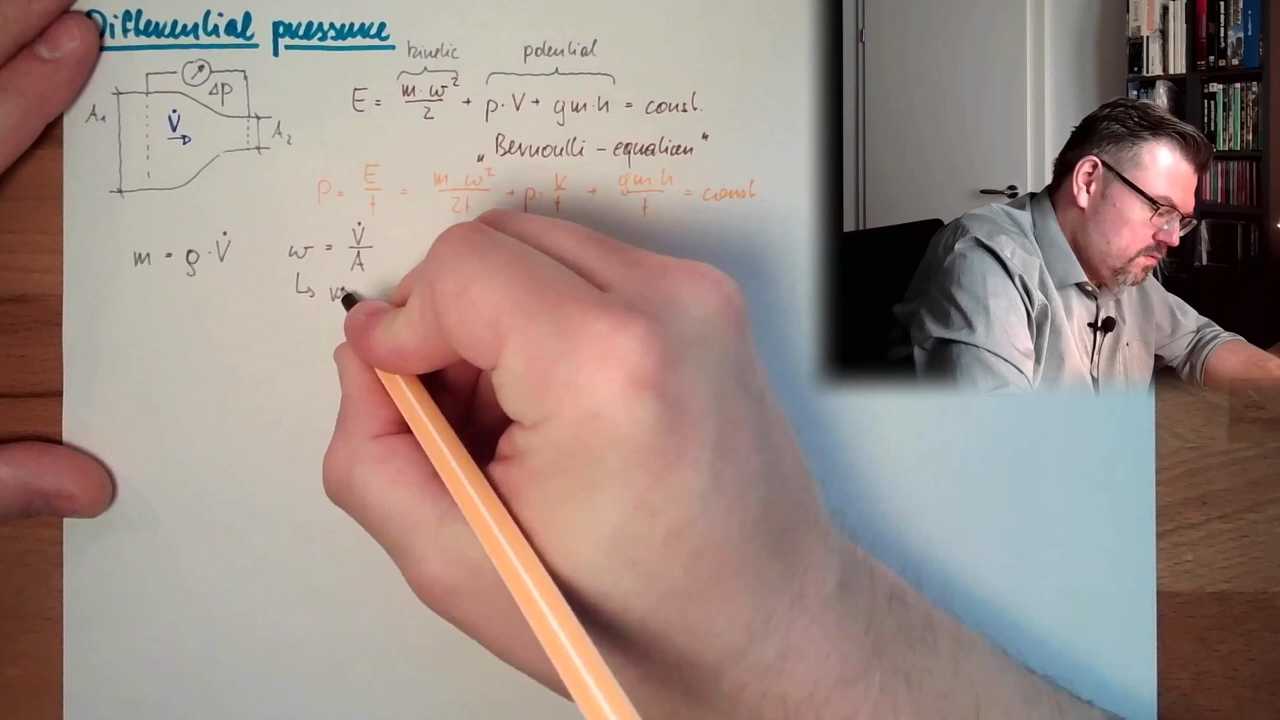 Differential pressure
kinetic potential
Δp
A₁ V̇ A₂
E = m·w²/2 + p·V + g m·h = const.
"Bernoulli - equation"
P = E/t = m·w²/2t + p·V/t + g m·h/t = const.
m = ρ·V̇ w = V̇/A
↳